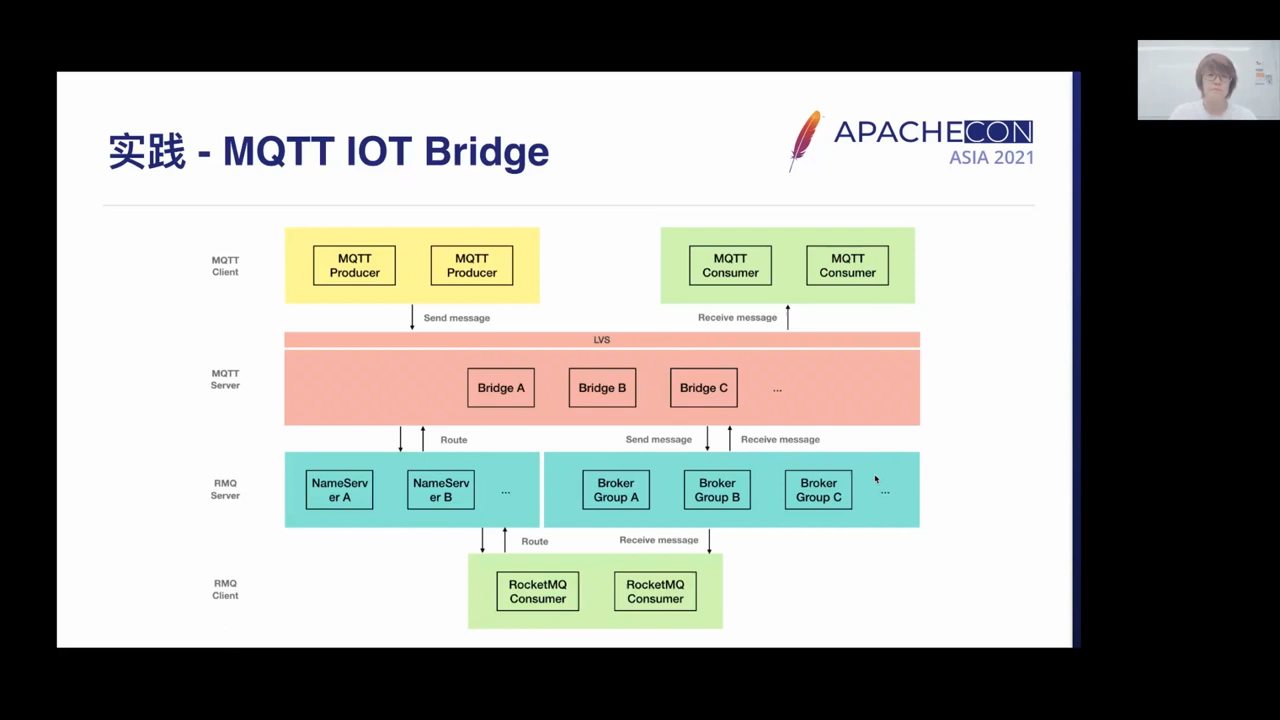 实践 - MQTT IOT Bridge
APACHECON
ASIA 2021
MQTT
Client
MQTT
Producer
MQTT
Producer
MQTT
Consumer
MQTT
Consumer
Send message
Receive message
LVS
MQTT
Server
Bridge A
Bridge B
Bridge C
...
Route
Send message
Receive message
RMQ
Server
NameServ
er A
NameServ
er B
...
Broker
Group A
Broker
Group B
Broker
Group C
...
Route
Receive message
RMQ
Client
RocketMQ
Consumer
RocketMQ
Consumer